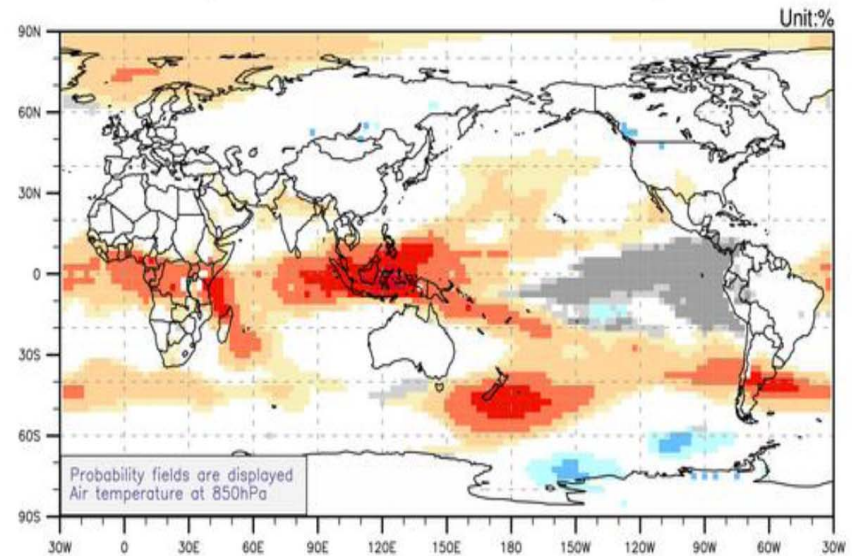 Unit:%
90N
60N
30N
0
30S
60S
90S
Probability fields are displayed
Air temperature at 850hPa
30W 0 30E 60E 90E 120E 150E 180 150W 120W 90W 60W 30W